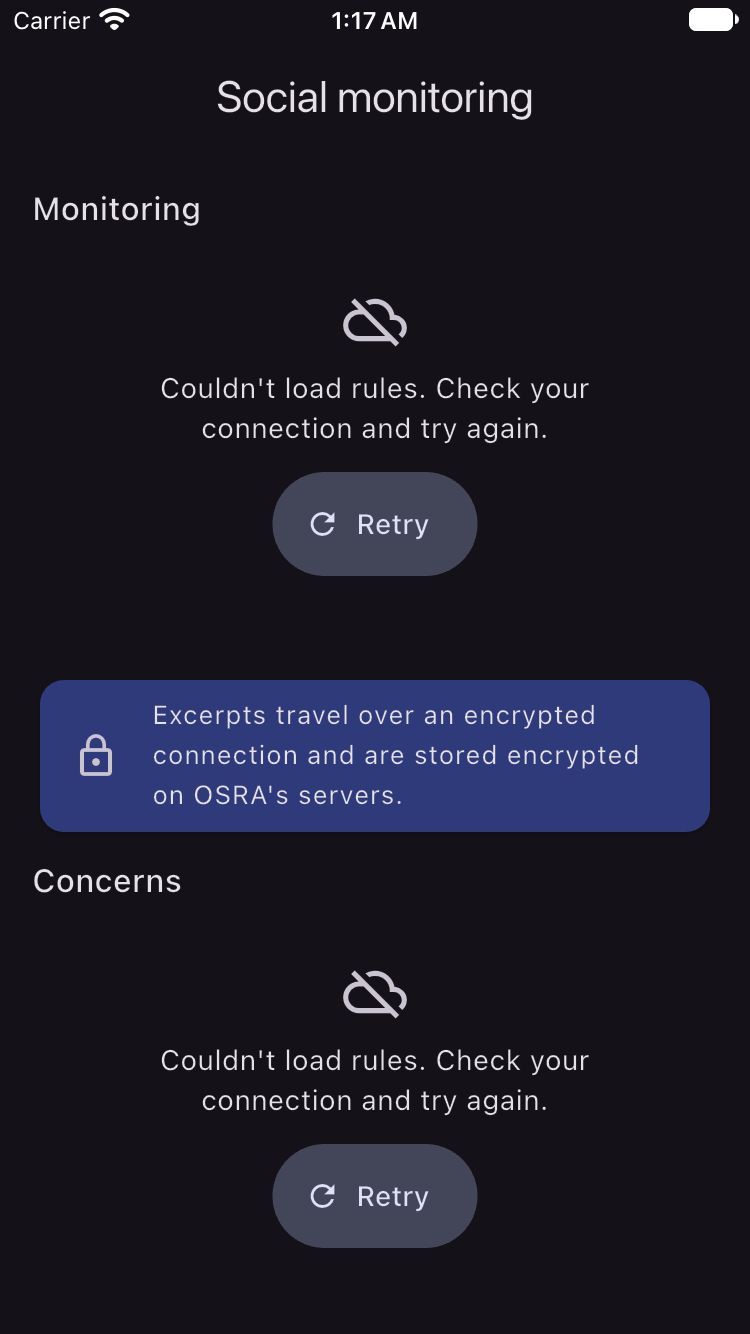 Carrier 1:17 AM
Social monitoring
Monitoring
Couldn't load rules. Check your
connection and try again.
Retry
Excerpts travel over an encrypted
connection and are stored encrypted
on OSRA's servers.
Concerns
Couldn't load rules. Check your
connection and try again.
Retry